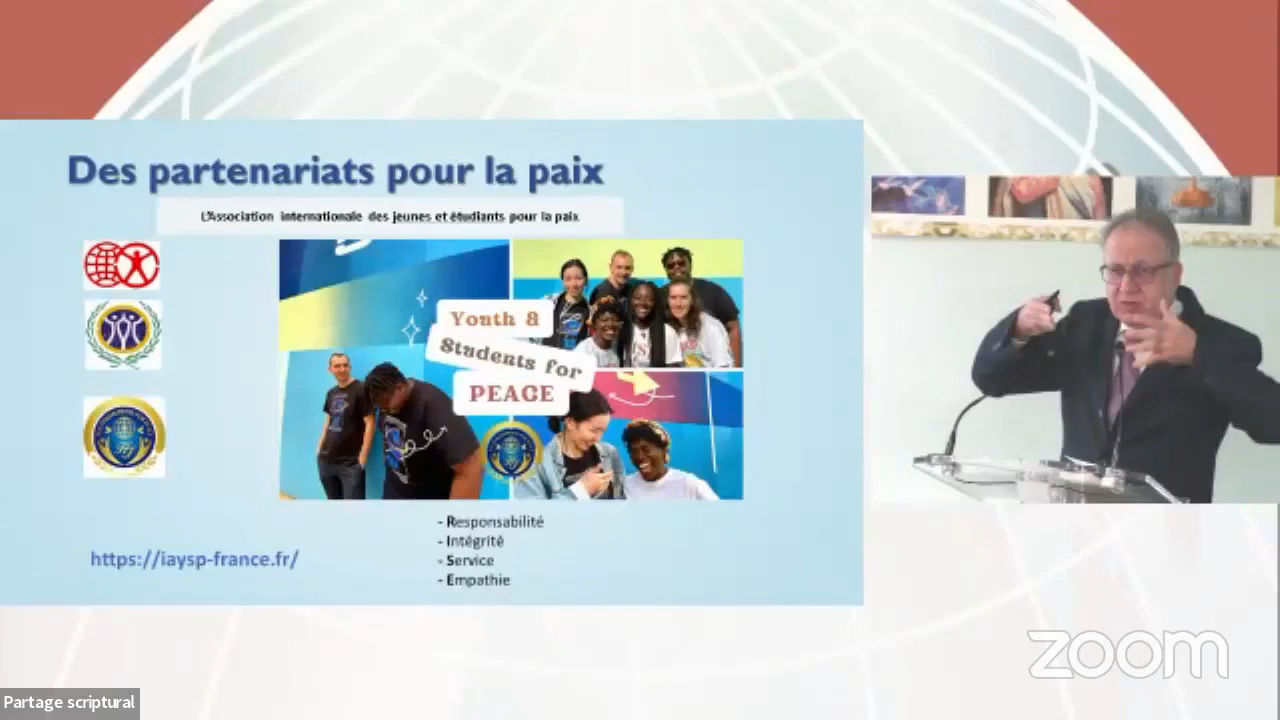 Des partenariats pour la paix
L'Association internationale des jeunes et étudiants pour la paix
Youth &
Students for
PEACE
- Responsabilité
- Intégrité
- Service
- Empathie
https://iaysp-france.fr/
zoom
Partage scriptural